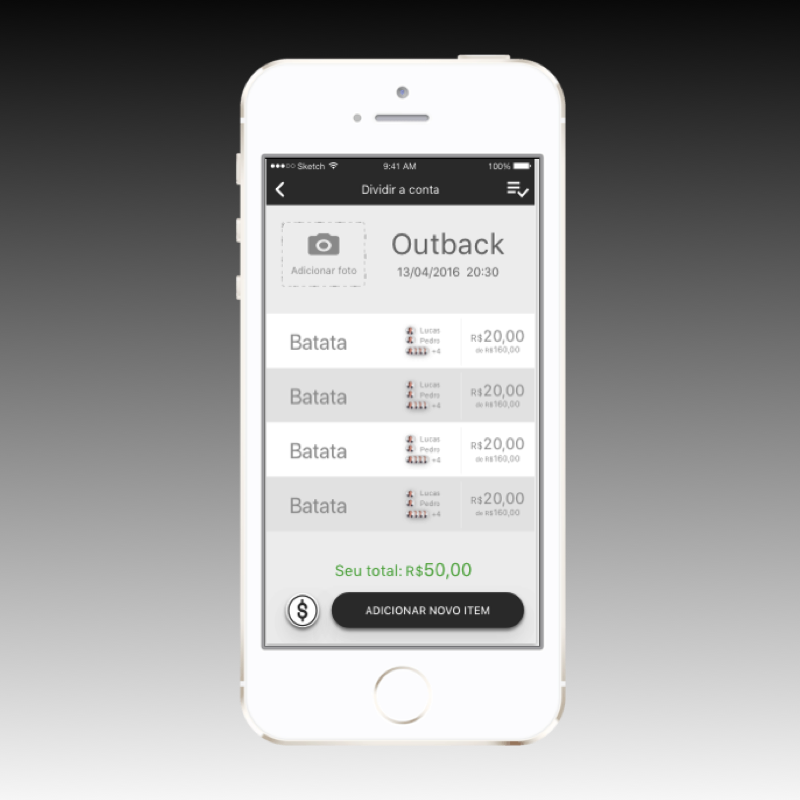 Sketch 9:41 AM 100%
Dividir a conta
Adicionar foto
Outback
13/04/2016 20:30
Batata
Lucas
Pedro
+4
R$20,00
de R$160,00
Batata
Lucas
Pedro
+4
R$20,00
de R$160,00
Batata
Lucas
Pedro
+4
R$20,00
de R$160,00
Batata
Lucas
Pedro
+4
R$20,00
de R$160,00
Seu total: R$50,00
$
ADICIONAR NOVO ITEM